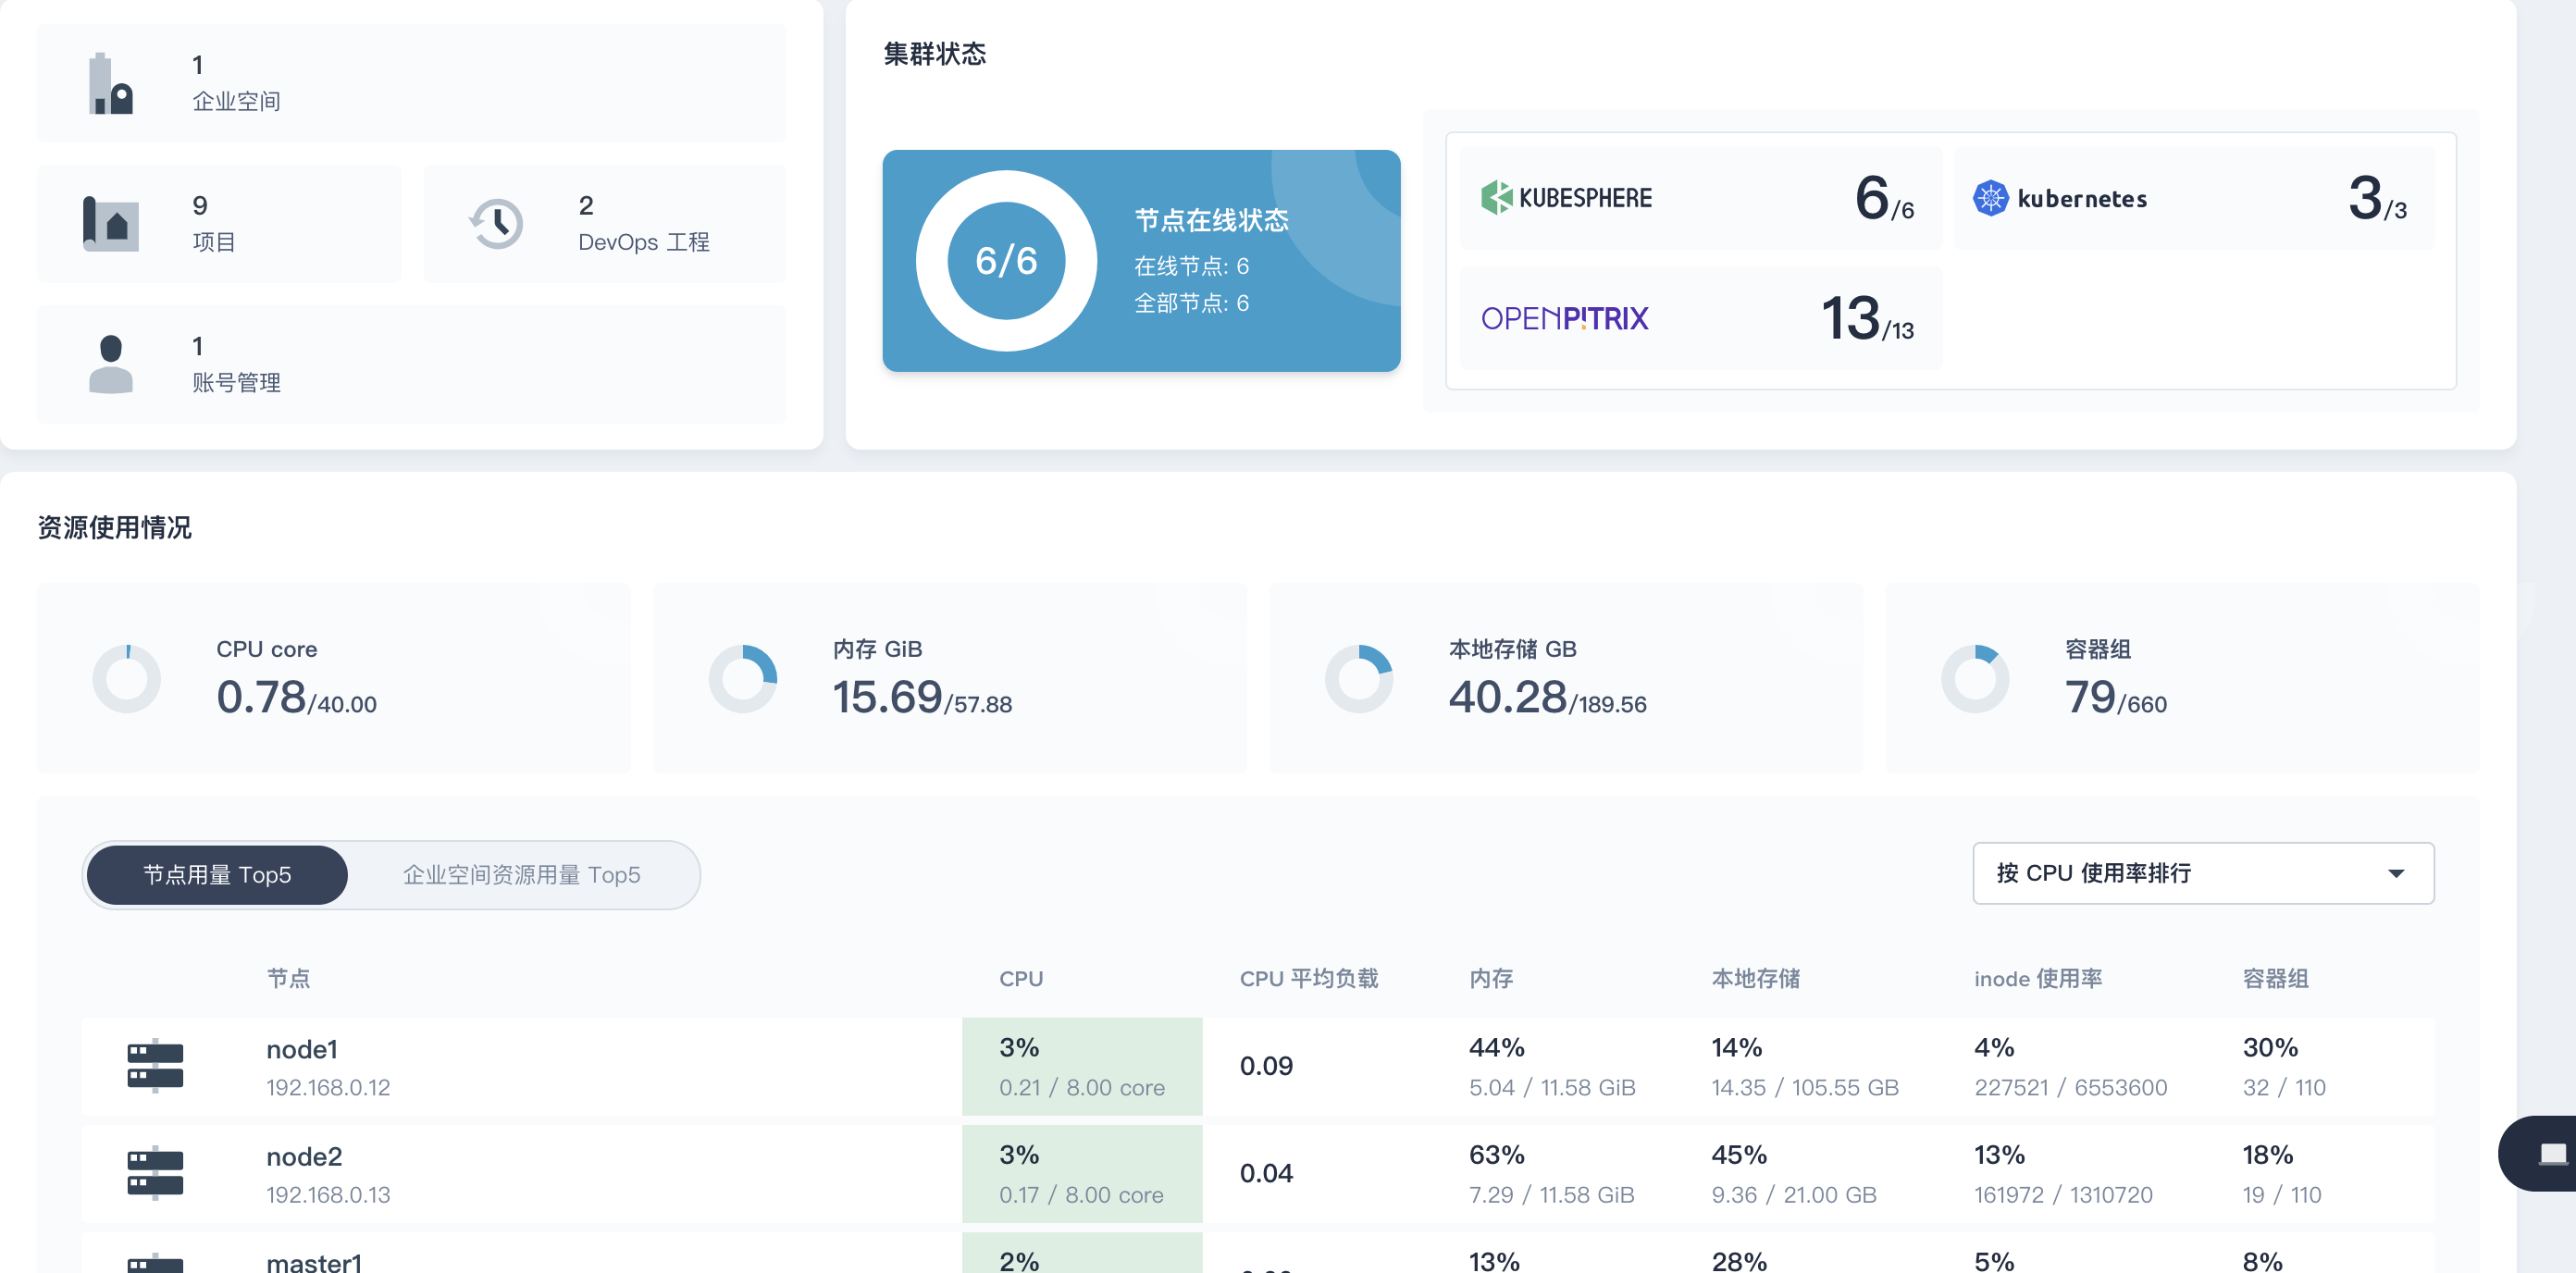 1
企业空间
9
项目
2
DevOps 工程
1
账号管理
集群状态
6/6
节点在线状态
在线节点: 6
全部节点: 6
KUBESPHERE
6/6
kubernetes
3/3
OPENPITRIX
13/13
资源使用情况
CPU core
0.78/40.00
内存 GiB
15.69/57.88
本地存储 GB
40.28/189.56
容器组
79/660
节点用量 Top5
企业空间资源用量 Top5
按 CPU 使用率排行
节点 CPU CPU 平均负载 内存 本地存储 inode 使用率 容器组
node1 3% 0.09 44% 14% 4% 30%
192.168.0.12 0.21 / 8.00 core 5.04 / 11.58 GiB 14.35 / 105.55 GB 227521 / 6553600 32 / 110
node2 3% 0.04 63% 45% 13% 18%
192.168.0.13 0.17 / 8.00 core 7.29 / 11.58 GiB 9.36 / 21.00 GB 161972 / 1310720 19 / 110
master1 2% 13% 28% 5% 8%